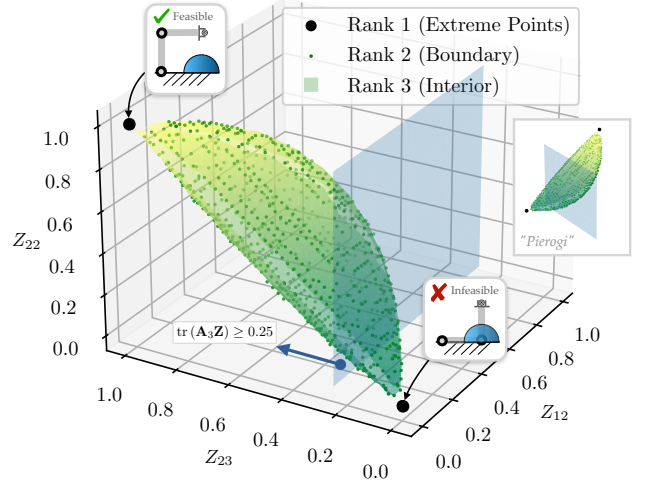 ✓ Feasible
Rank 1 (Extreme Points)
Rank 2 (Boundary)
Rank 3 (Interior)
"Pierogi"
✘ Infeasible
tr (A₃Z) ≥ 0.25
Z₂₂
1.0
0.8
0.6
0.4
0.2
0.0
1.0
0.8
0.6
0.4
0.2
0.0
Z₂₃
0.0
0.2
0.4
0.6
0.8
1.0
Z₁₂